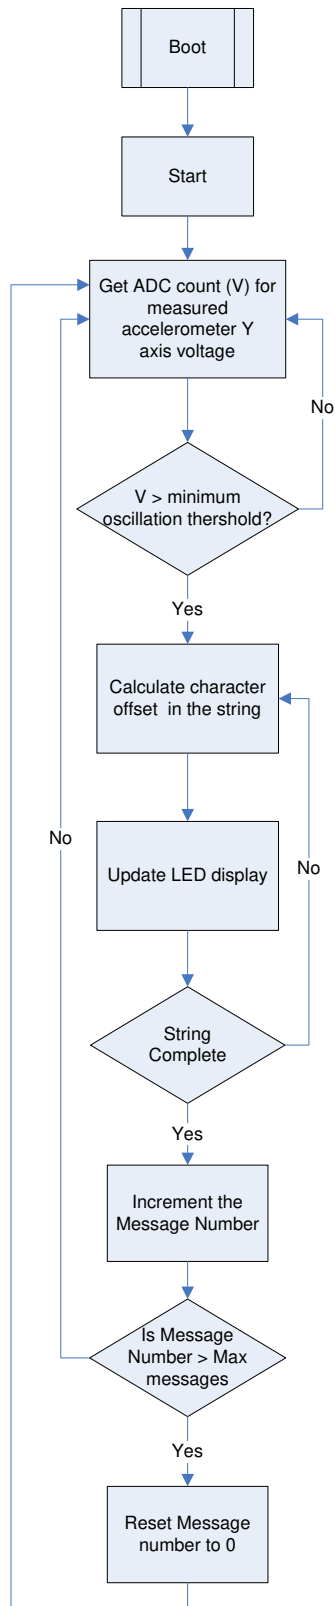 Boot
Start
Get ADC count (V) for
measured
accelerometer Y
axis voltage
No
V > minimum
oscillation thershold?
Yes
Calculate character
offset  in the string
No
Update LED display
No
String
Complete
Yes
Increment the
Message Number
Is Message
Number > Max
messages
Yes
Reset Message
number to 0